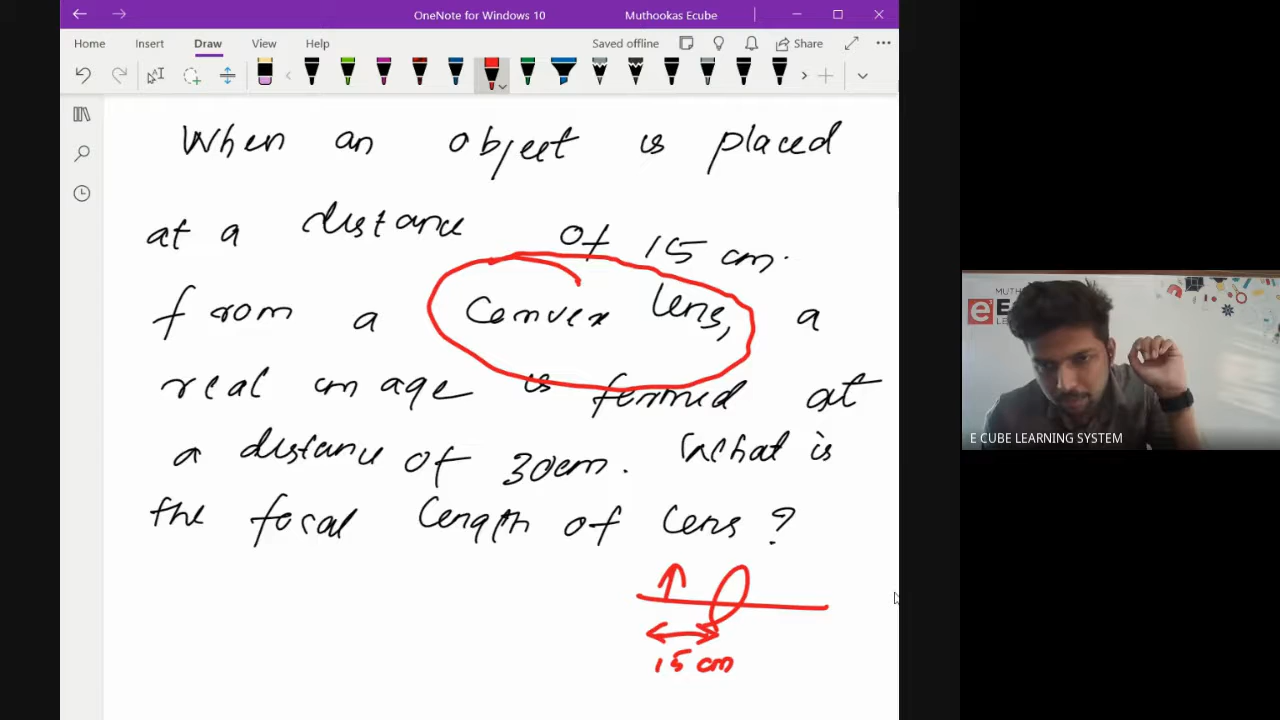 OneNote for Windows 10
Muthookas Ecube
Home Insert Draw View Help
Saved offline
Share
When an object is placed
at a distance of 15 cm.
from a Convex lens, a
real image is formed at
a distance of 30cm. What is
the focal length of lens?
15 cm
MUTH
E CUBE LEARNING SYSTEM